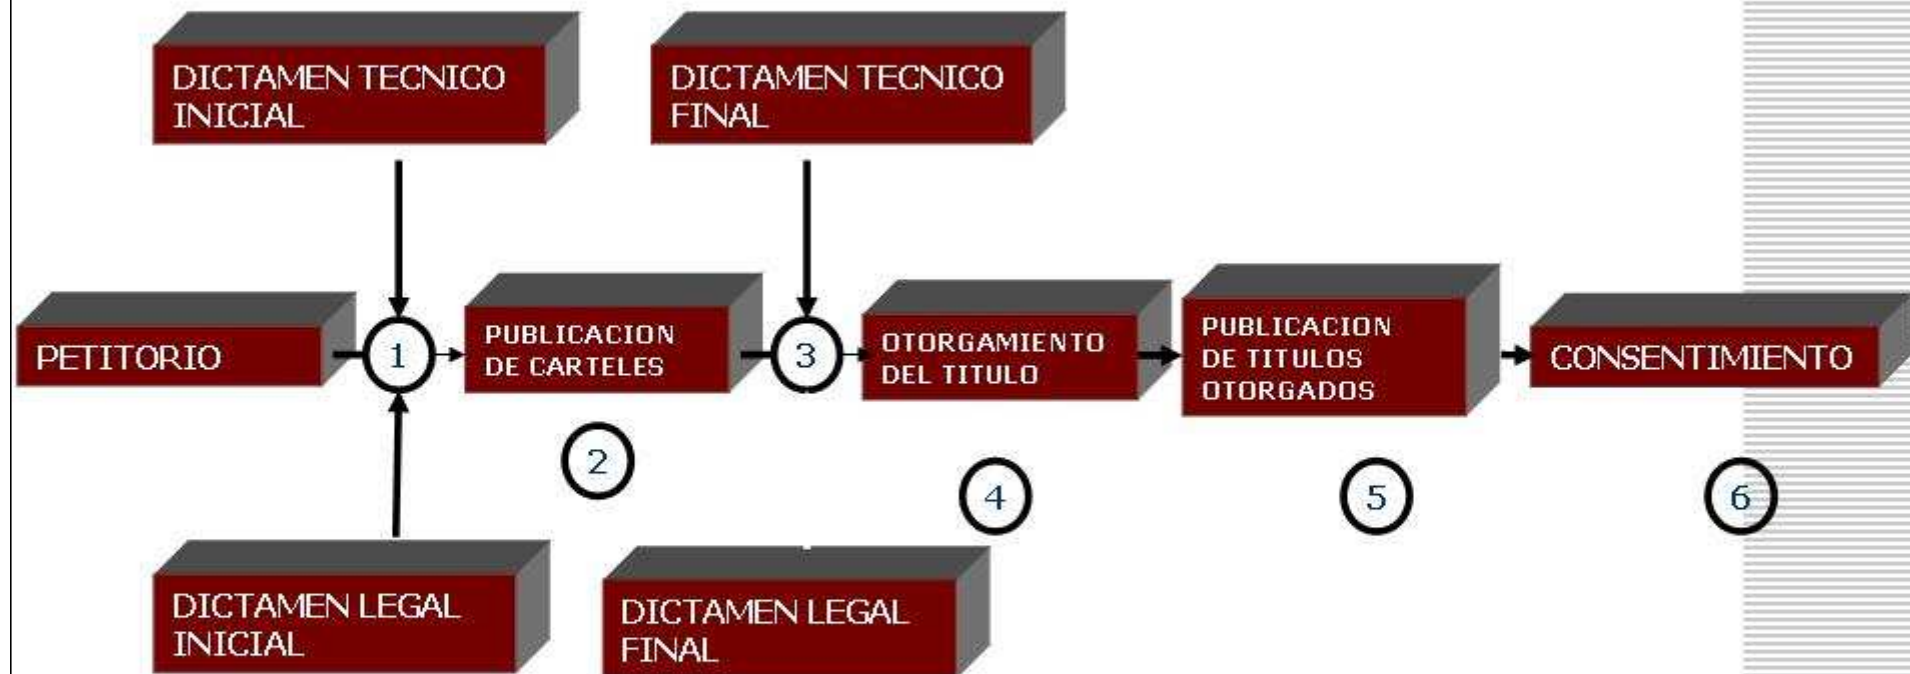 DICTAMEN TECNICO
INICIAL
DICTAMEN TECNICO
FINAL
PETITORIO
1
PUBLICACION
DE CARTELES
3
OTORGAMIENTO
DEL TITULO
PUBLICACION
DE TITULOS
OTORGADOS
CONSENTIMIENTO
2
4
5
6
DICTAMEN LEGAL
INICIAL
DICTAMEN LEGAL
FINAL